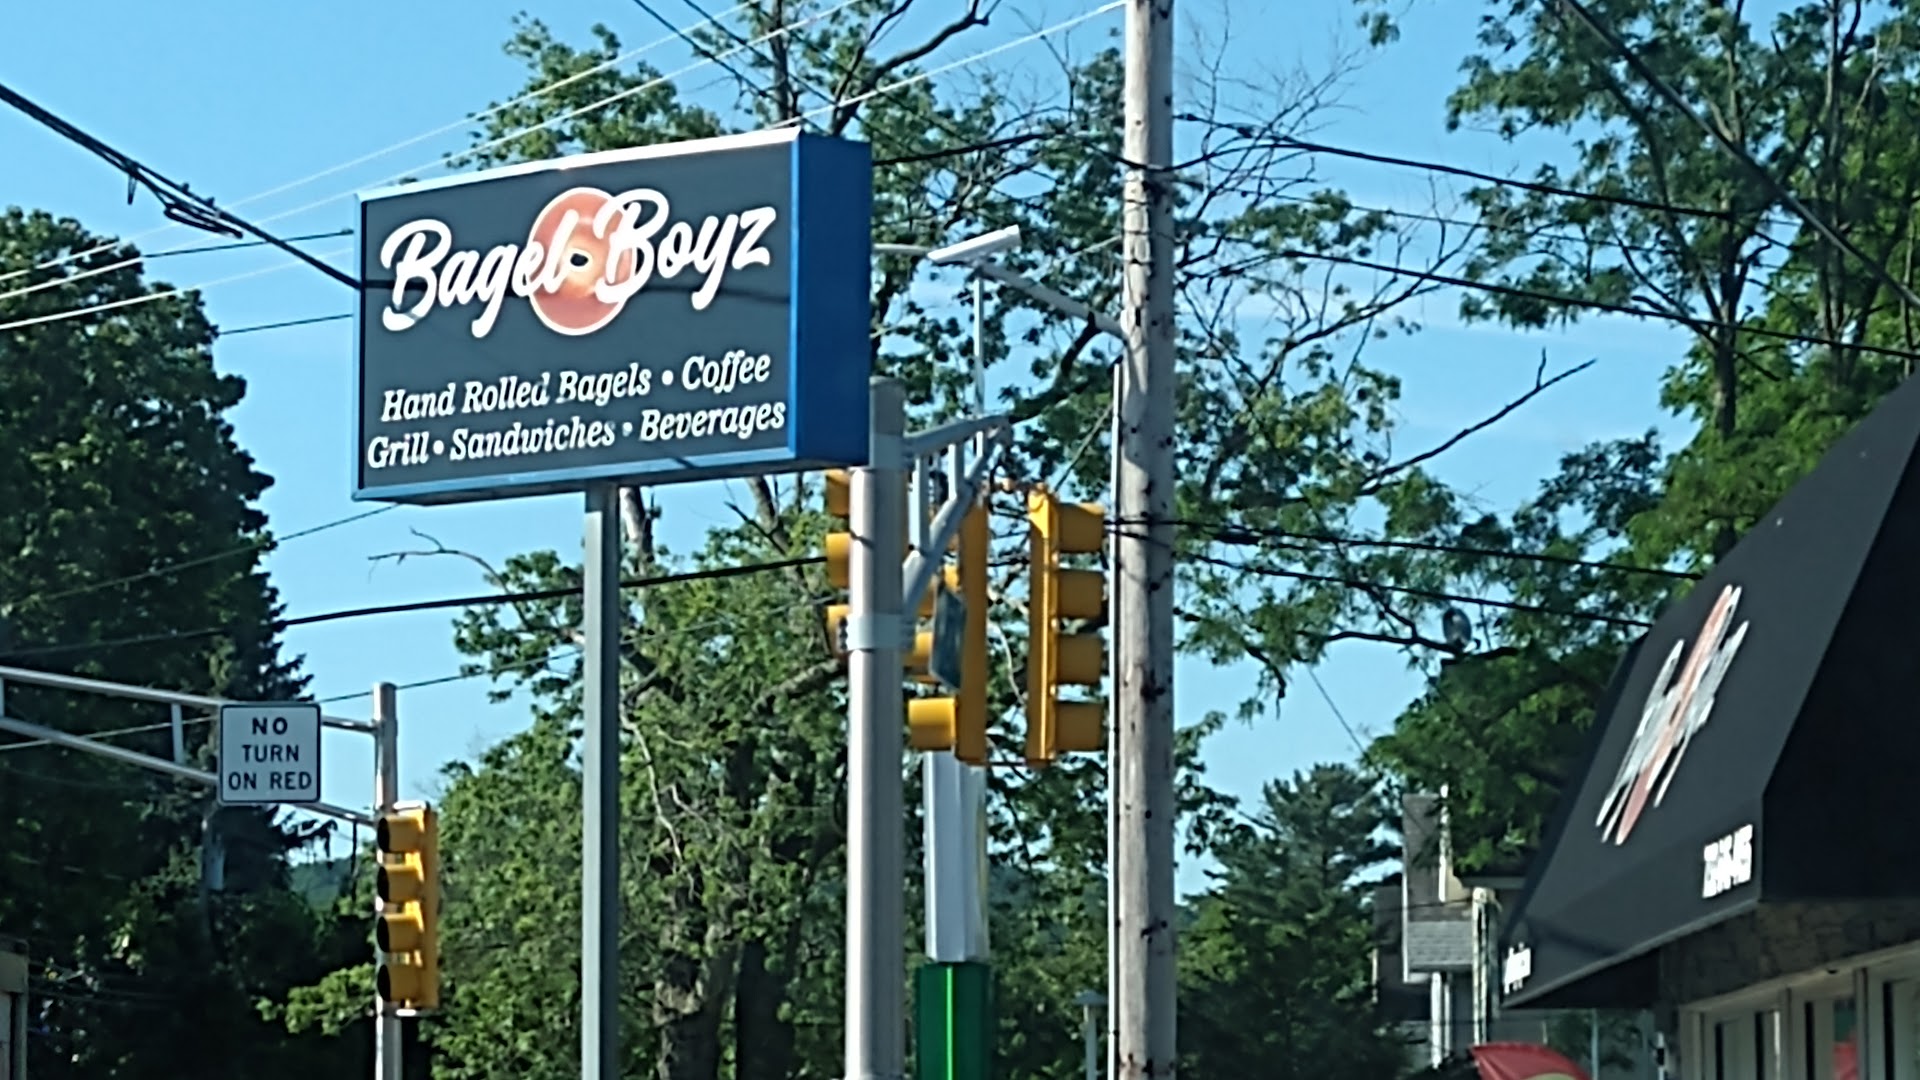 Bagel Boyz
Hand Rolled Bagels • Coffee
Grill • Sandwiches • Beverages
NO
TURN
ON RED